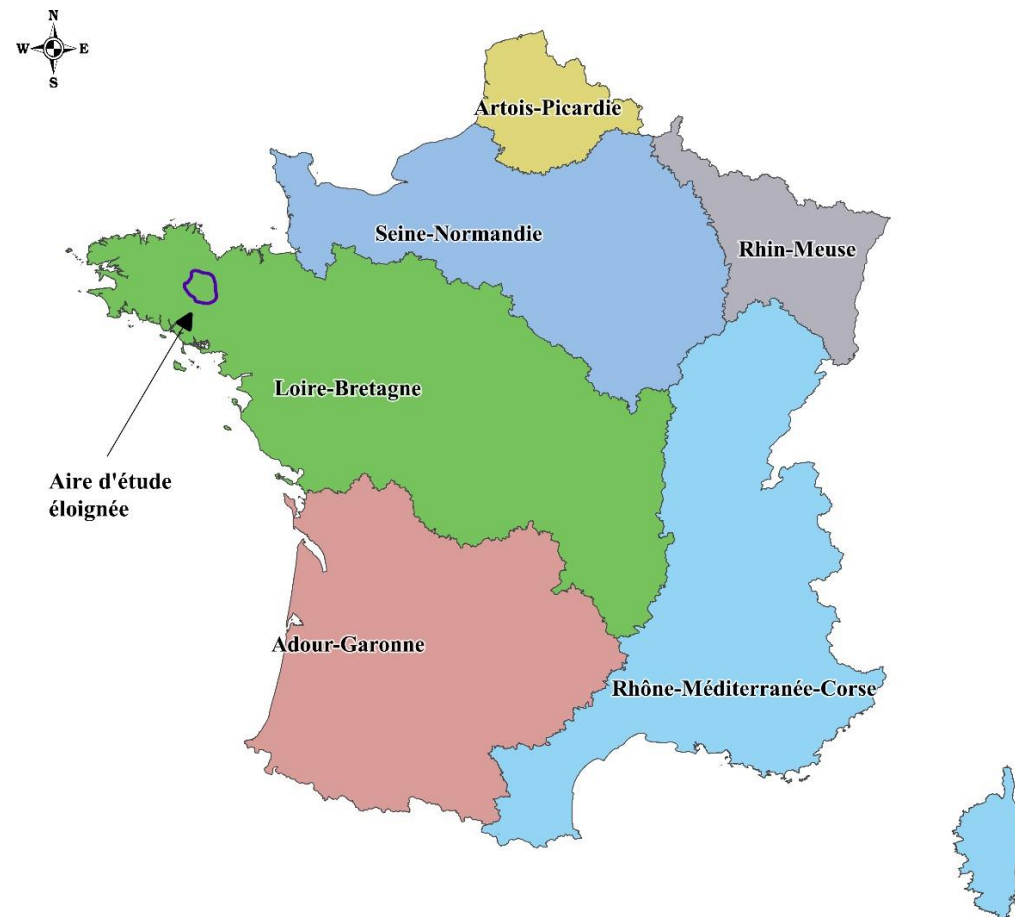 N
W E
S
Artois-Picardie
Seine-Normandie
Rhin-Meuse
Loire-Bretagne
Aire d'étude
éloignée
Adour-Garonne
Rhône-Méditerranée-Corse